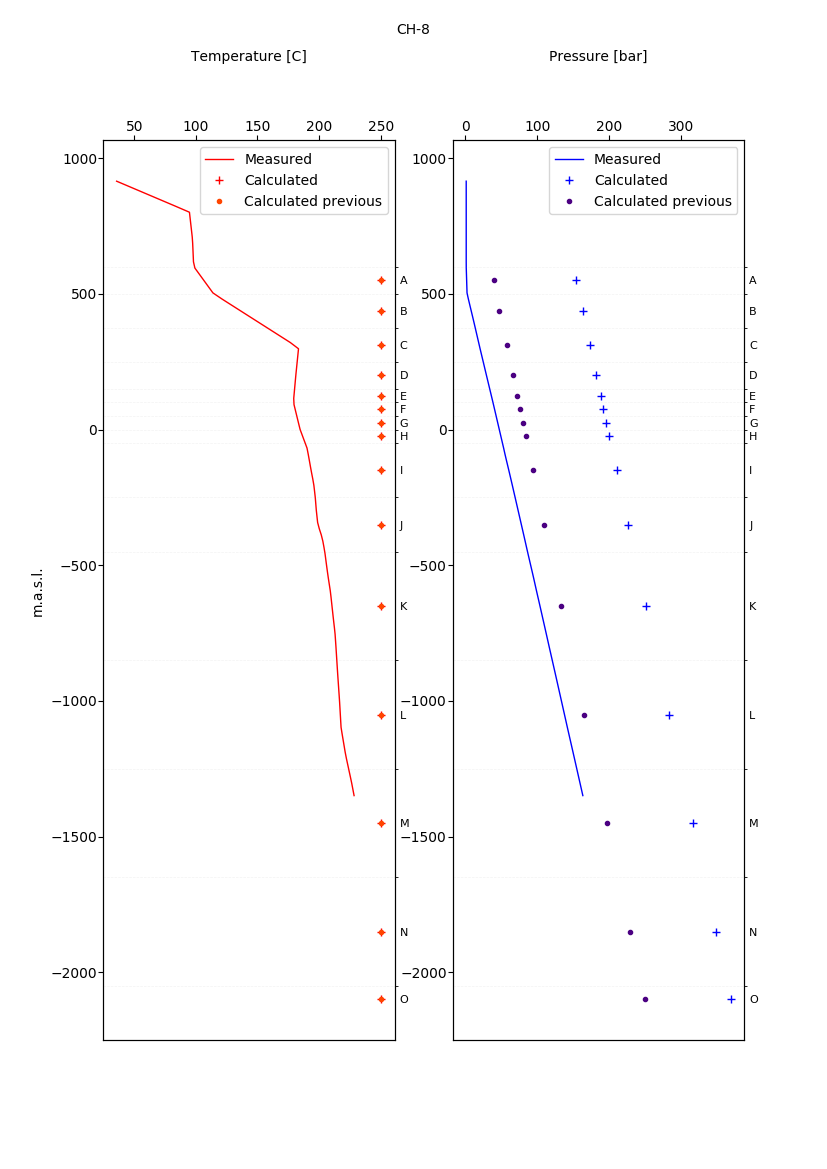 CH-8
Temperature [C] Pressure [bar]
50 100 150 200 250 0 100 200 300
1000 Measured 1000 Measured
Calculated Calculated
Calculated previous Calculated previous
A A
500 500
B B
C C
D D
E E
F F
G G
0 0
H H
I I
J J
−500 −500
m.a.s.l.
K K
−1000 −1000
L L
M M
−1500 −1500
N N
−2000 −2000
O O